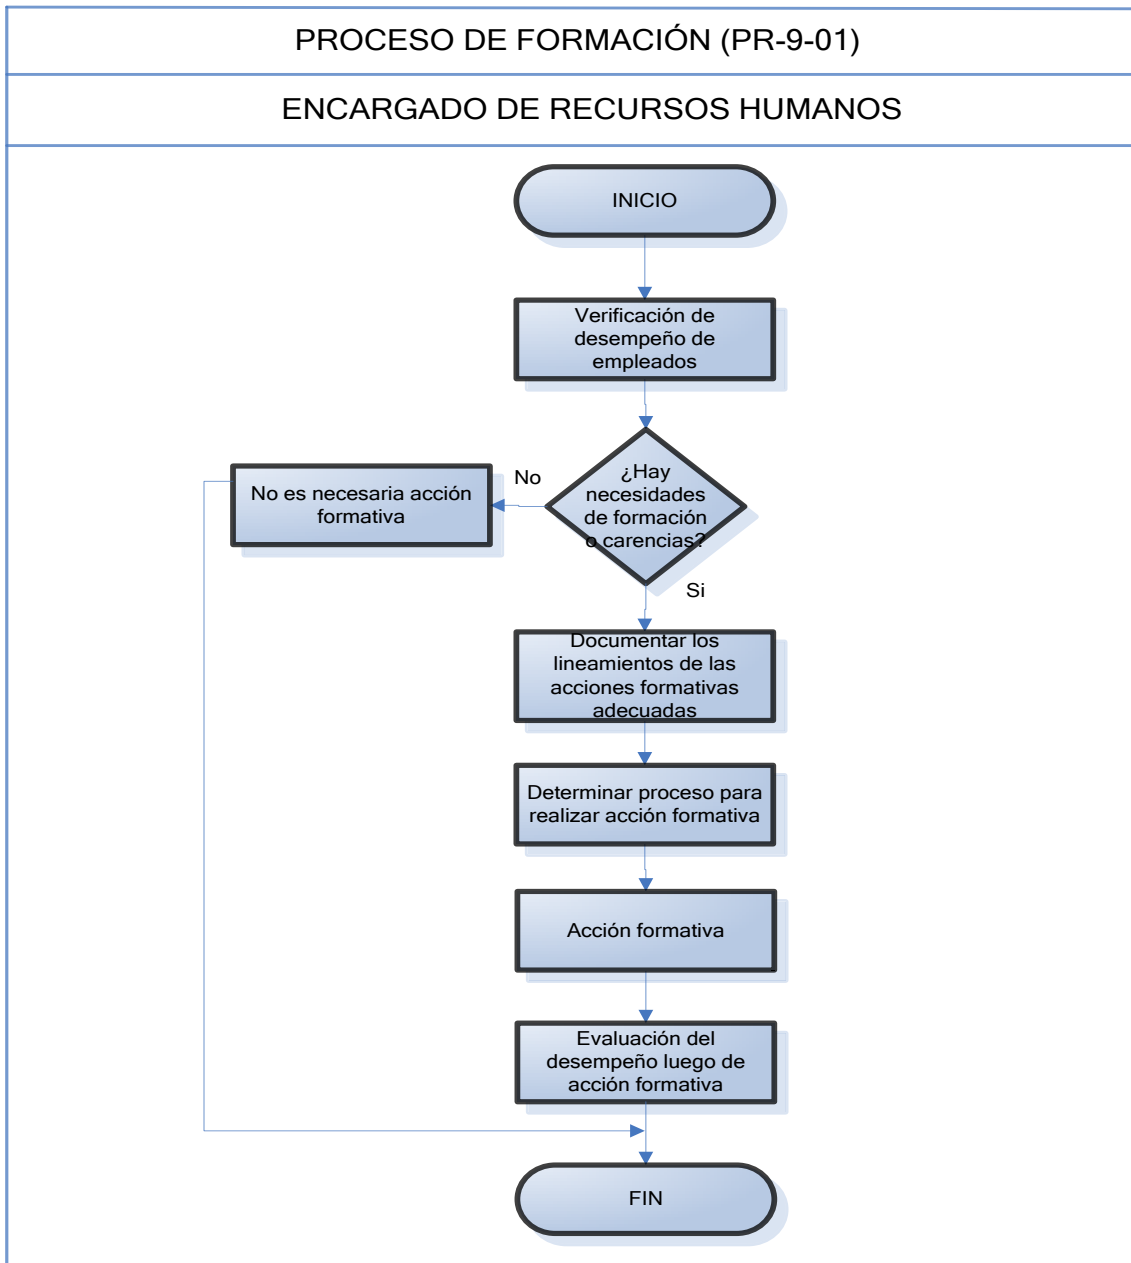 PROCESO DE FORMACIÓN (PR-9-01)
ENCARGADO DE RECURSOS HUMANOS
INICIO
Verificación de
desempeño de
empleados
¿Hay
necesidades
de formación
o carencias?
No
No es necesaria acción
formativa
Si
Documentar los
lineamientos de las
acciones formativas
adecuadas
Determinar proceso para
realizar acción formativa
Acción formativa
Evaluación del
desempeño luego de
acción formativa
FIN